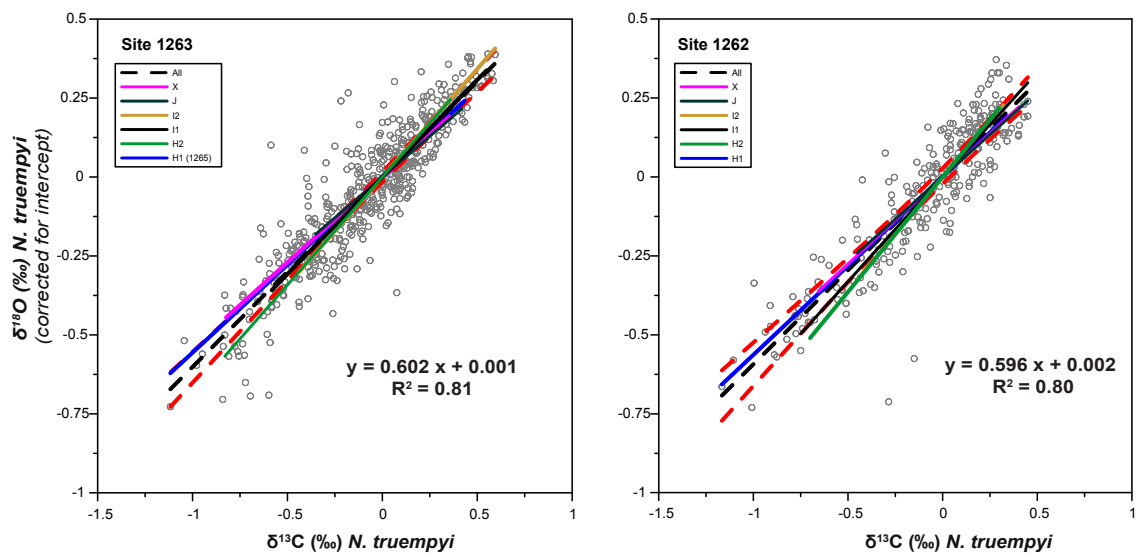 Site 1263
All
X
J
I2
I1
H2
H1 (1265)
δ¹⁸O (‰) N. truempyi
(corrected for intercept)
0.5
0.25
0
-0.25
-0.5
-0.75
-1
y = 0.602 x + 0.001
R² = 0.81
-1.5
-1
-0.5
0
0.5
1
δ¹³C (‰) N. truempyi
Site 1262
All
X
J
I2
I1
H2
H1
0.5
0.25
0
-0.25
-0.5
-0.75
-1
y = 0.596 x + 0.002
R² = 0.80
-1.5
-1
-0.5
0
0.5
1
δ¹³C (‰) N. truempyi